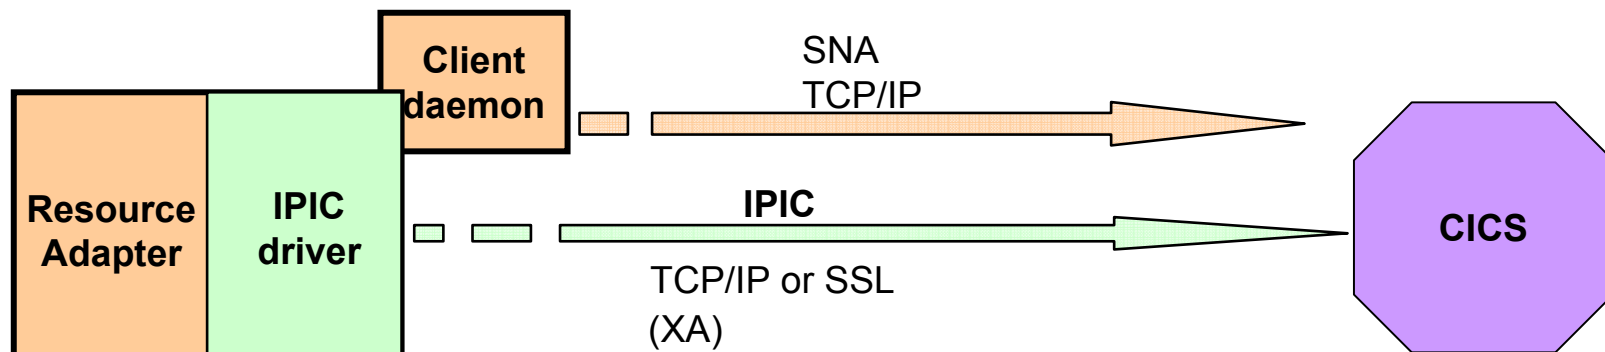 Client
daemon
SNA
TCP/IP
Resource
Adapter
IPIC
driver
IPIC
TCP/IP or SSL
(XA)
CICS